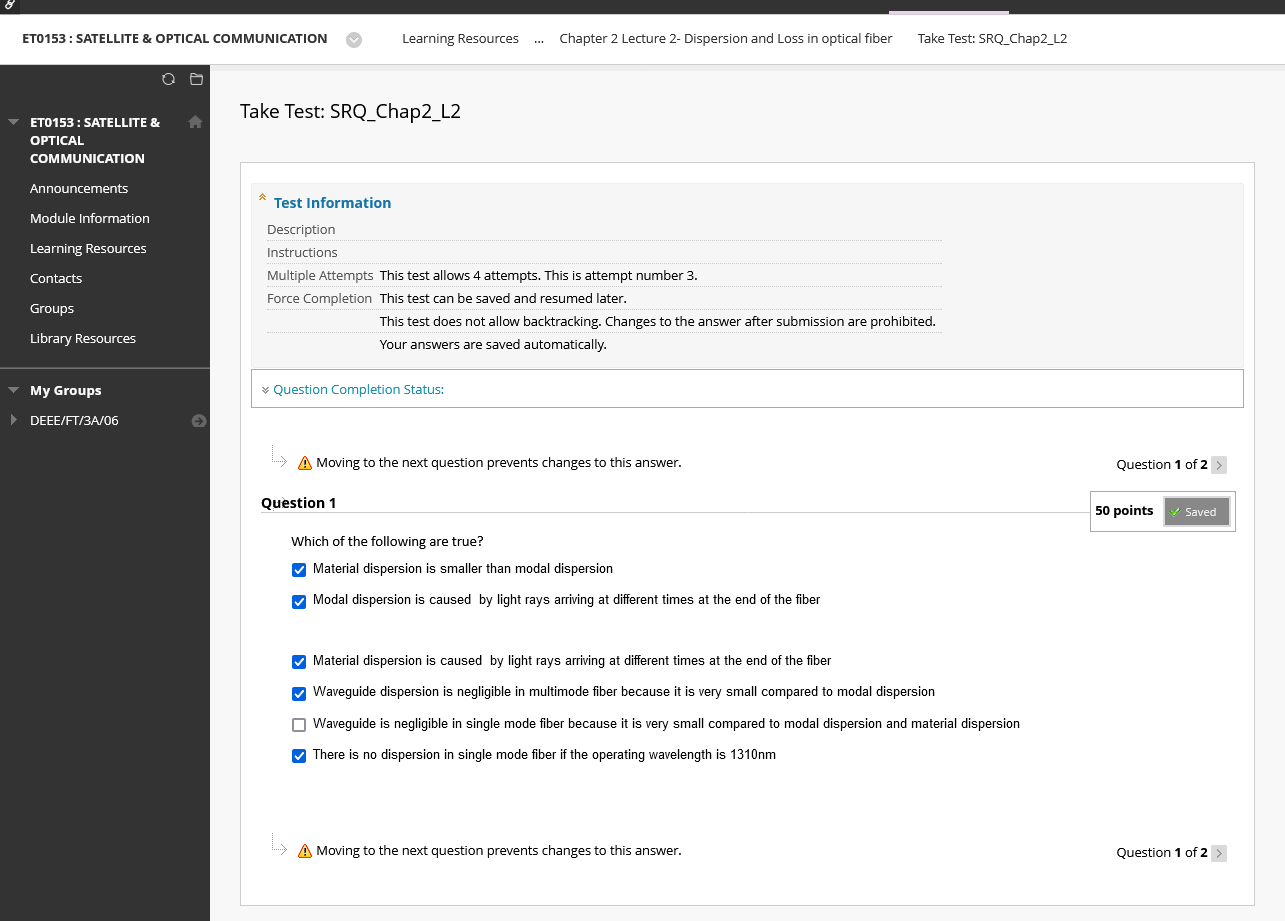 ET0153 : SATELLITE & OPTICAL COMMUNICATION Learning Resources ... Chapter 2 Lecture 2- Dispersion and Loss in optical fiber Take Test: SRQ_Chap2_L2
ET0153 : SATELLITE &
OPTICAL
COMMUNICATION
Announcements
Module Information
Learning Resources
Contacts
Groups
Library Resources
My Groups
DEEE/FT/3A/06
Take Test: SRQ_Chap2_L2
Test Information
Description
Instructions
Multiple Attempts This test allows 4 attempts. This is attempt number 3.
Force Completion This test can be saved and resumed later.
This test does not allow backtracking. Changes to the answer after submission are prohibited.
Your answers are saved automatically.
Question Completion Status:
Moving to the next question prevents changes to this answer. Question 1 of 2
Question 1
50 points Saved
Which of the following are true?
Material dispersion is smaller than modal dispersion
Modal dispersion is caused  by light rays arriving at different times at the end of the fiber
Material dispersion is caused  by light rays arriving at different times at the end of the fiber
Waveguide dispersion is negligible in multimode fiber because it is very small compared to modal dispersion
Waveguide is negligible in single mode fiber because it is very small compared to modal dispersion and material dispersion
There is no dispersion in single mode fiber if the operating wavelength is 1310nm
Moving to the next question prevents changes to this answer. Question 1 of 2